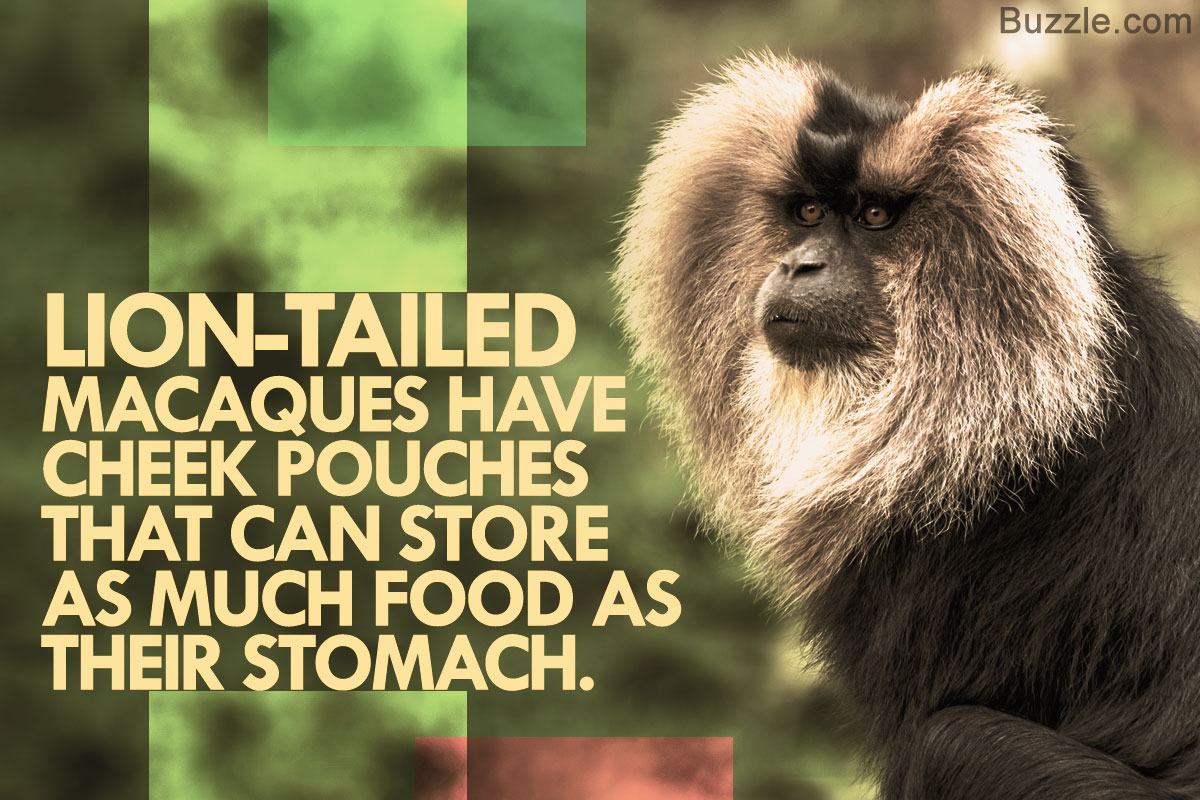 Buzzle.com
LION-TAILED
MACAQUES HAVE
CHEEK POUCHES
THAT CAN STORE
AS MUCH FOOD AS
THEIR STOMACH.